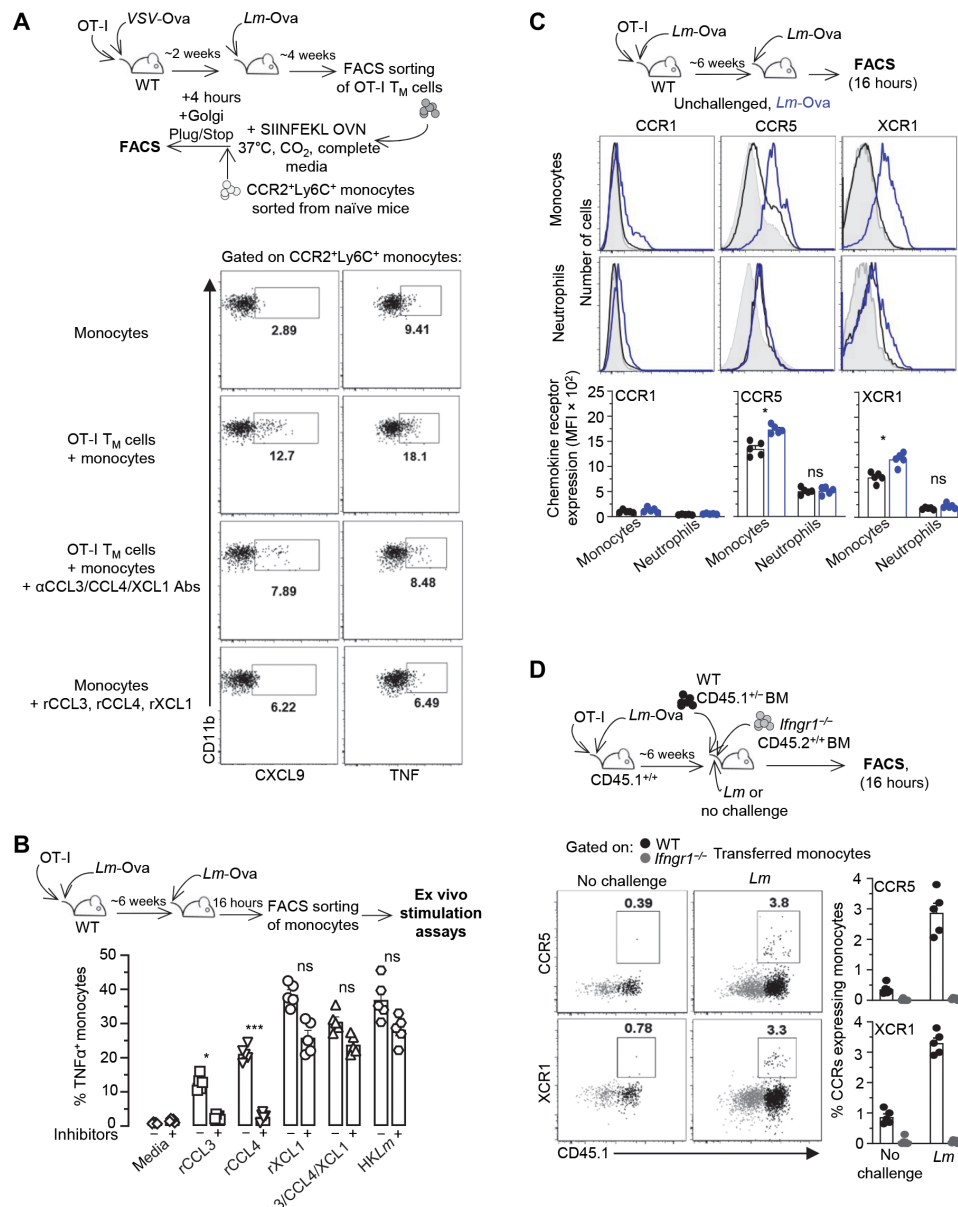 A
OT-I
VSV-Ova
Lm-Ova
~2 weeks
~4 weeks
WT
FACS sorting
of OT-I TM cells
+4 hours
+Golgi
Plug/Stop
FACS
+ SIINFEKL OVN
37°C, CO2, complete
media
CCR2+Ly6C+ monocytes
sorted from naïve mice
Gated on CCR2+Ly6C+ monocytes:
Monocytes
2.89
9.41
OT-I TM cells
+ monocytes
12.7
18.1
OT-I TM cells
+ monocytes
+ αCCL3/CCL4/XCL1 Abs
7.89
8.48
Monocytes
+ rCCL3, rCCL4, rXCL1
6.22
6.49
CD11b
CXCL9
TNF
B
OT-I
Lm-Ova
Lm-Ova
~6 weeks
16 hours
WT
FACS sorting
of monocytes
Ex vivo
stimulation
assays
% TNFα+ monocytes
50
40
30
20
10
0
*
***
ns
ns
ns
Inhibitors
– + – + – + – + – + – +
Media
rCCL3
rCCL4
rXCL1
3/CCL4/XCL1
HKLm
C
OT-I
Lm-Ova
Lm-Ova
~6 weeks
WT
FACS
(16 hours)
Unchallenged, Lm-Ova
CCR1
CCR5
XCR1
Monocytes
Neutrophils
Number of cells
Chemokine receptor
expression (MFI × 10²)
25
20
15
10
5
0
CCR1
CCR5
XCR1
*
ns
*
ns
Monocytes
Neutrophils
Monocytes
Neutrophils
Monocytes
Neutrophils
D
WT
CD45.1+/– BM
OT-I
Lm-Ova
Ifngr1–/–
CD45.2+/+ BM
~6 weeks
CD45.1+/+
FACS,
(16 hours)
Lm or
no challenge
Gated on:
WT
Ifngr1–/–
Transferred monocytes
No challenge
Lm
CCR5
0.39
3.8
XCR1
0.78
3.3
CD45.1
% CCRs expressing monocytes
CCR5
4
3
2
1
0
XCR1
4
3
2
1
0
No
challenge
Lm